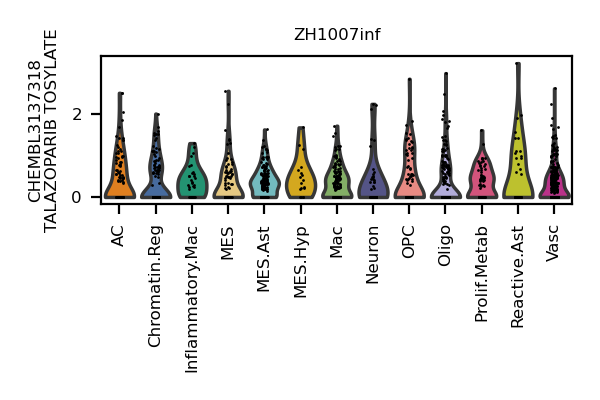 ZH1007inf
CHEMBL3137318
TALAZOPARIB TOSYLATE
2
0
AC
Chromatin.Reg
Inflammatory.Mac
MES
MES.Ast
MES.Hyp
Mac
Neuron
OPC
Oligo
Prolif.Metab
Reactive.Ast
Vasc